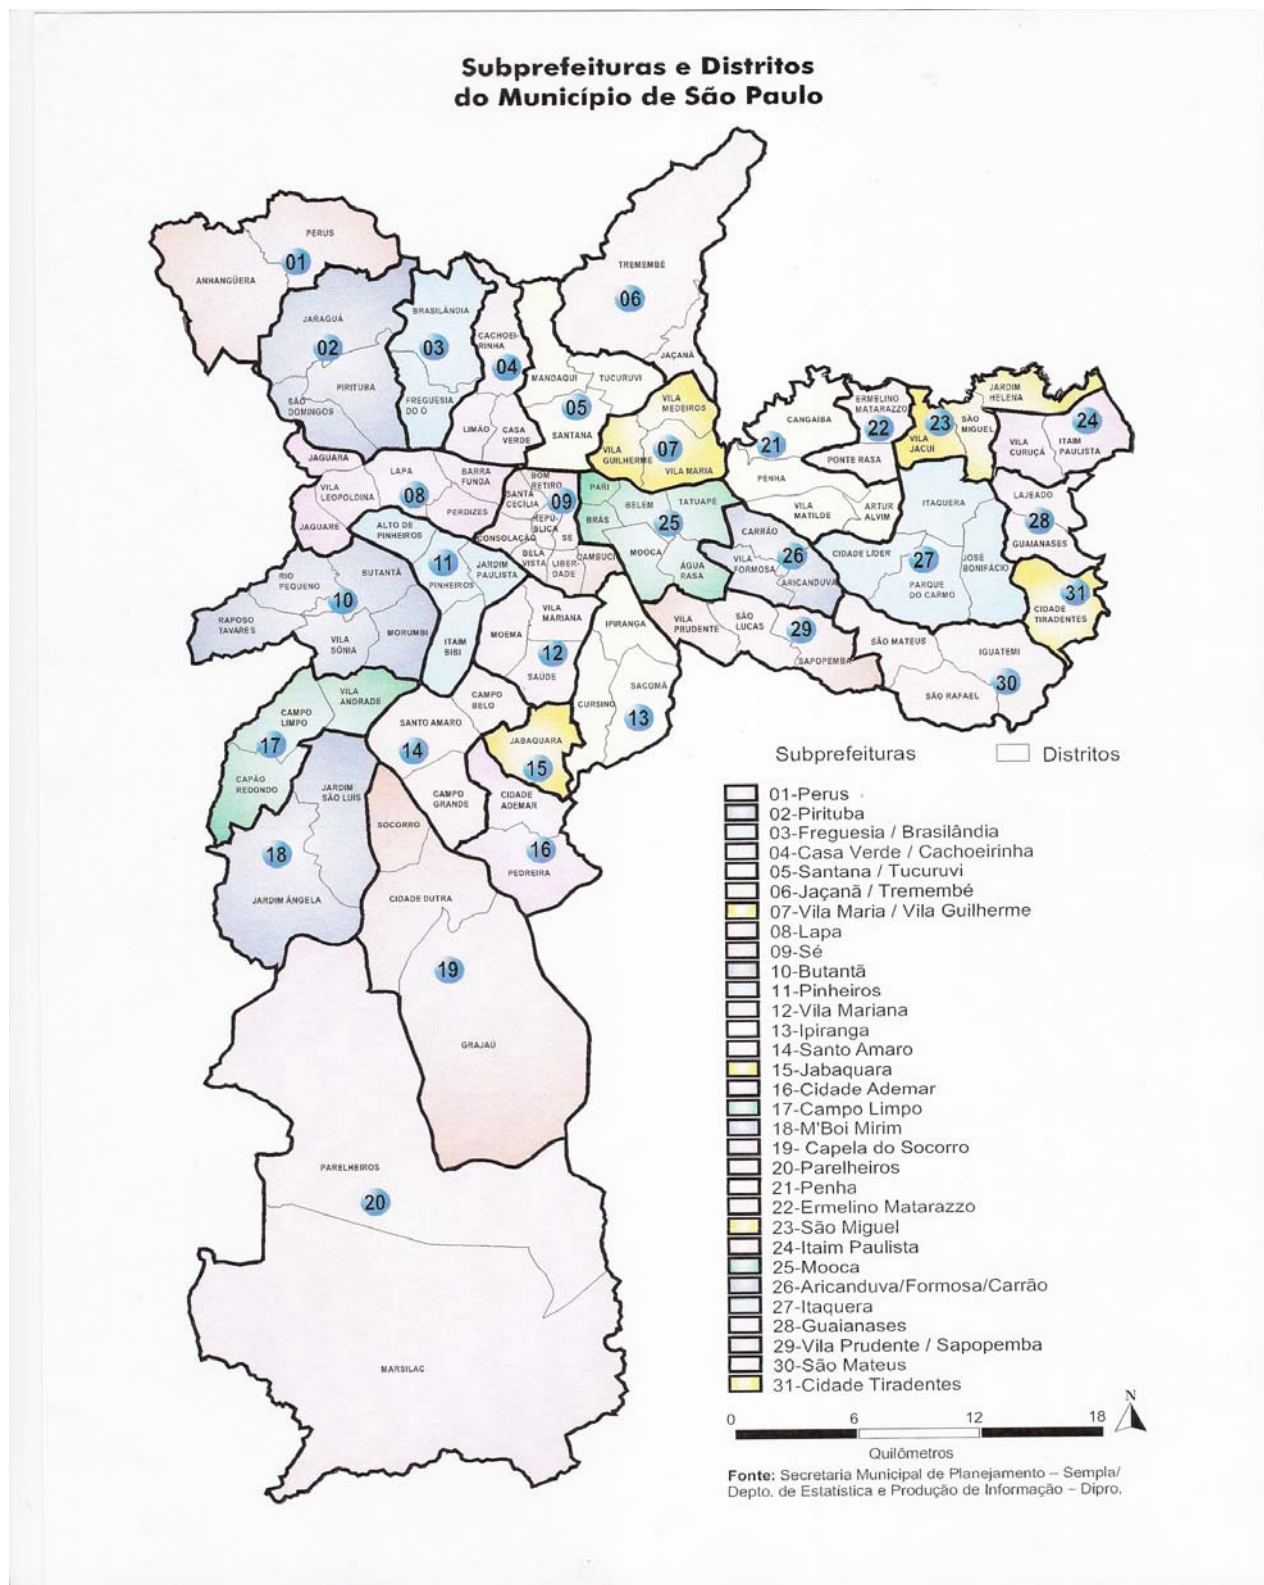 Subprefeituras e Distritos
do Município de São Paulo
PERUS
01
ANHANGÜERA
TREMEMBÉ
06
JARAGUÁ
02
PIRITUBA
SÃO
DOMINGOS
BRASILÂNDIA
03
FREGUESIA
DO Ó
CACHOEI-
RINHA
04
LIMÃO
CASA
VERDE
JAÇANÃ
MANDAQUI
TUCURUVI
05
SANTANA
VILA
MEDEIROS
07
VILA
GUILHERME
VILA MARIA
CANGAÍBA
21
PENHA
VILA
MATILDE
ARTUR
ALVIM
ERMELINO
MATARAZZO
22
PONTE RASA
23
VILA
JACUÍ
SÃO
MIGUEL
JARDIM
HELENA
24
VILA
CURUÇÁ
ITAIM
PAULISTA
JAGUARA
LAPA
BARRA
FUNDA
VILA
LEOPOLDINA
08
PERDIZES
JAGUARE
BOM
RETIRO
SANTA
CECÍLIA
09
REPÚ-
BLICA
SÉ
CONSOLAÇÃO
BELA
VISTA
LIBER-
DADE
CAMBUCI
PARI
BELÉM
TATUAPÉ
BRÁS
25
MOOCA
ÁGUA
RASA
ITAQUERA
LAJEADO
28
GUAIANASES
CARRÃO
VILA
FORMOSA
26
ARICANDUVA
CIDADE LÍDER
27
JOSÉ
BONIFÁCIO
PARQUE
DO CARMO
31
CIDADE
TIRADENTES
ALTO DE
PINHEIROS
11
PINHEIROS
JARDIM
PAULISTA
ITAIM
BIBI
RIO
PEQUENO
BUTANTÃ
10
RAPOSO
TAVARES
VILA
SÔNIA
MORUMBI
MOEMA
VILA
MARIANA
12
SAÚDE
IPIRANGA
CURSINO
SACOMÃ
13
VILA
PRUDENTE
SÃO
LUCAS
29
SAPOPEMBA
SÃO MATEUS
IGUATEMI
SÃO RAFAEL
30
VILA
ANDRADE
CAMPO
LIMPO
17
CAPÃO
REDONDO
CAMPO
BELO
SANTO AMARO
14
CAMPO
GRANDE
JABAQUARA
15
CIDADE
ADEMAR
16
PEDREIRA
JARDIM
SÃO LUÍS
18
JARDIM ÂNGELA
SOCORRO
CIDADE DUTRA
19
GRAJAÚ
PARELHEIROS
20
MARSILAC
Subprefeituras
Distritos
01-Perus
02-Pirituba
03-Freguesia / Brasilândia
04-Casa Verde / Cachoeirinha
05-Santana / Tucuruvi
06-Jaçanã / Tremembé
07-Vila Maria / Vila Guilherme
08-Lapa
09-Sé
10-Butantã
11-Pinheiros
12-Vila Mariana
13-Ipiranga
14-Santo Amaro
15-Jabaquara
16-Cidade Ademar
17-Campo Limpo
18-M'Boi Mirim
19- Capela do Socorro
20-Parelheiros
21-Penha
22-Ermelino Matarazzo
23-São Miguel
24-Itaim Paulista
25-Mooca
26-Aricanduva/Formosa/Carrão
27-Itaquera
28-Guaianases
29-Vila Prudente / Sapopemba
30-São Mateus
31-Cidade Tiradentes
N
0 6 12 18
Quilômetros
Fonte: Secretaria Municipal de Planejamento – Sempla/
Depto. de Estatística e Produção de Informação – Dipro.